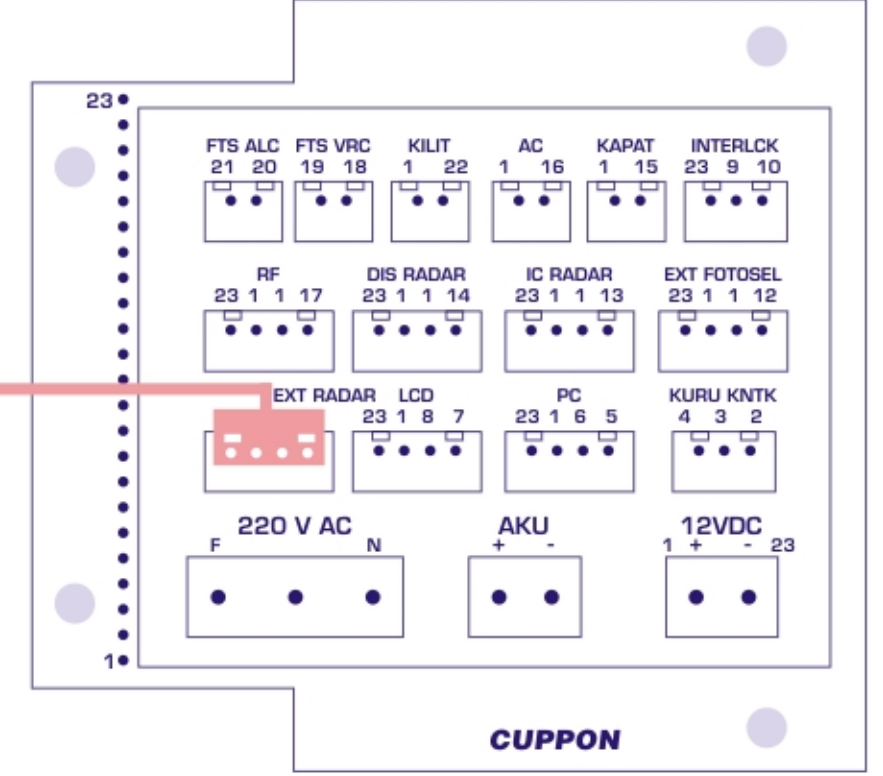 23
FTS ALC FTS VRC KILIT AC KAPAT INTERLCK
21 20 19 18 1 22 1 16 1 15 23 9 10
RF DIS RADAR IC RADAR EXT FOTOSEL
23 1 1 17 23 1 1 14 23 1 1 13 23 1 1 12
EXT RADAR LCD PC KURU KNTK
23 1 8 7 23 1 6 5 4 3 2
220 V AC AKU 12VDC
F N + - 1 + - 23
1
CUPPON